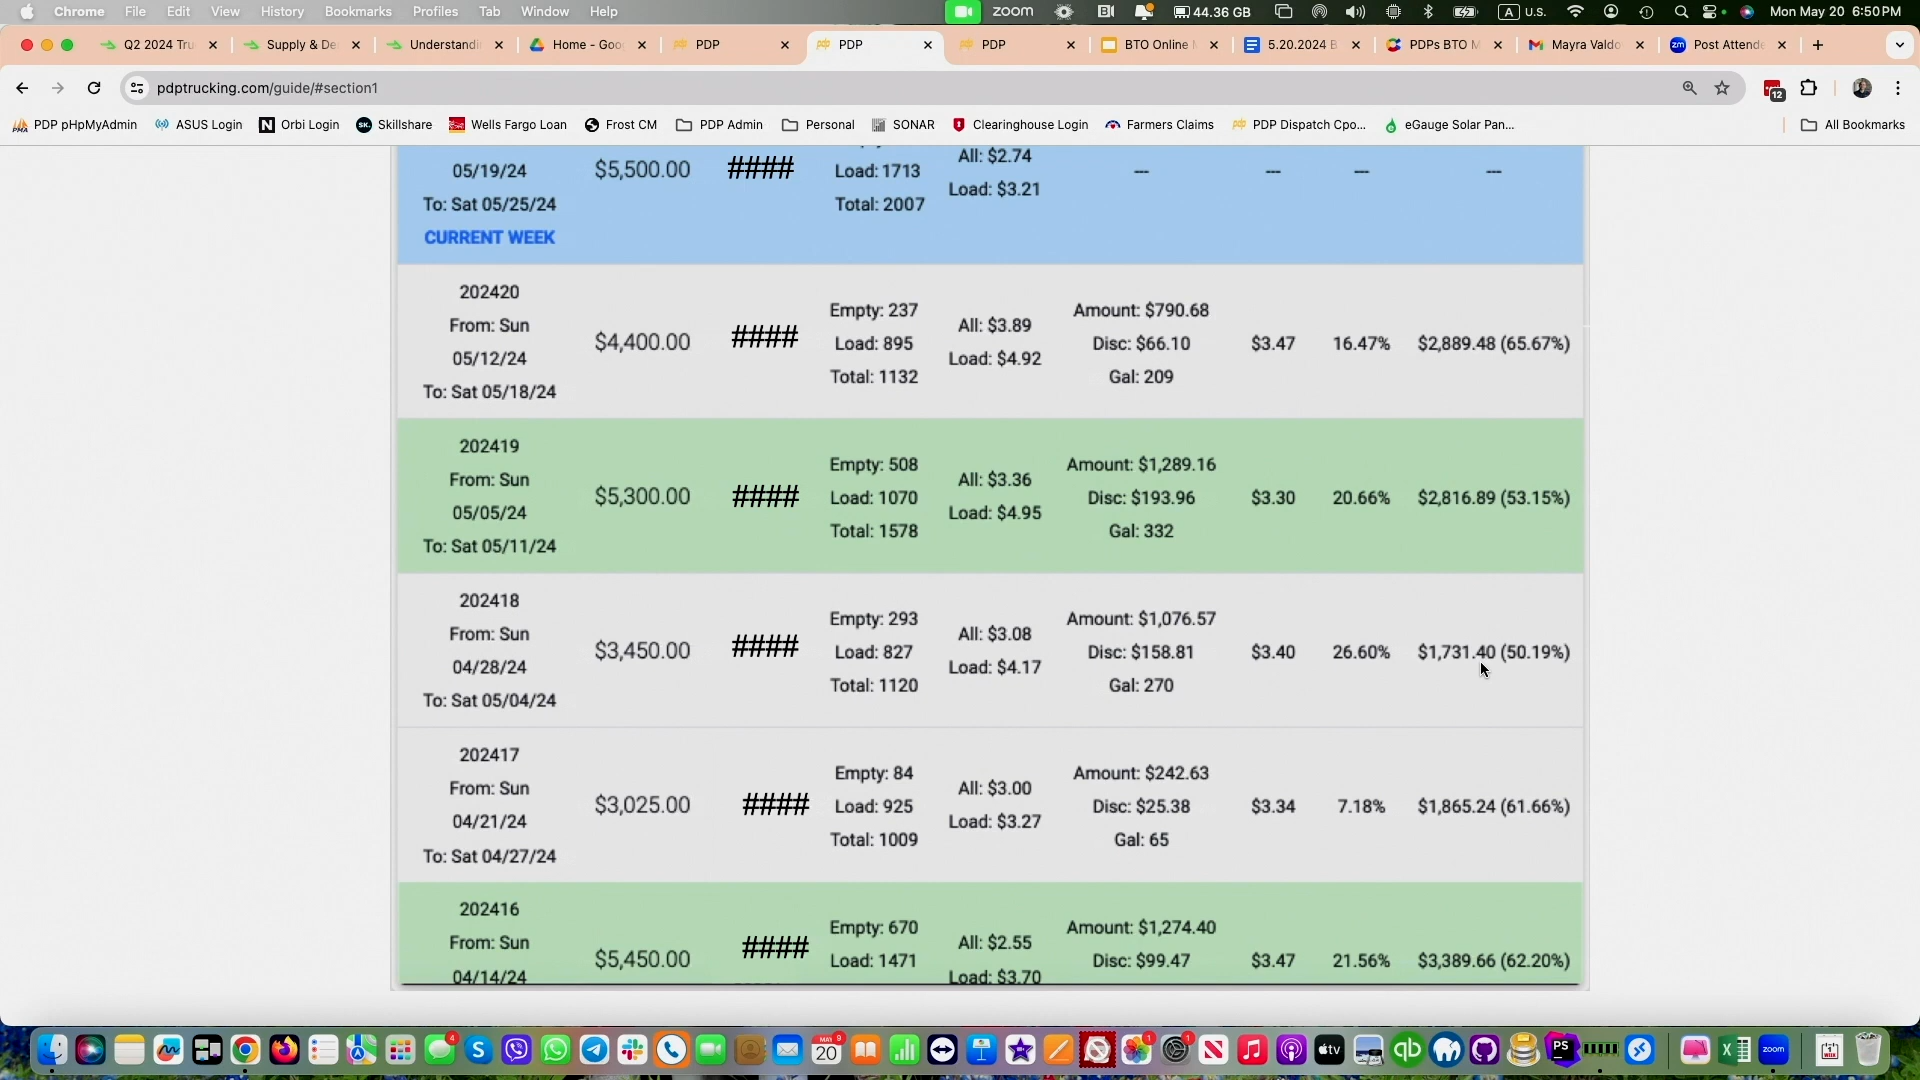 Chrome File Edit View History Bookmarks Profiles Tab Window Help zoom 44.36 GB A U.S. Mon May 20 6:50 PM
Q2 2024 Tru Supply & De Understandin Home - Goo PDP PDP PDP BTO Online M 5.20.2024 B PDPs BTO M Mayra Valdo Post Attende
pdptrucking.com/guide/#section1 12
PDP pHpMyAdmin ASUS Login Orbi Login Skillshare Wells Fargo Loan Frost CM PDP Admin Personal SONAR Clearinghouse Login Farmers Claims PDP Dispatch Cpo... eGauge Solar Pan... All Bookmarks
05/19/24
To: Sat 05/25/24
CURRENT WEEK
$5,500.00
####
Load: 1713
Total: 2007
All: $2.74
Load: $3.21
---
---
---
---
202420
From: Sun
05/12/24
To: Sat 05/18/24
$4,400.00
####
Empty: 237
Load: 895
Total: 1132
All: $3.89
Load: $4.92
Amount: $790.68
Disc: $66.10
Gal: 209
$3.47
16.47%
$2,889.48 (65.67%)
202419
From: Sun
05/05/24
To: Sat 05/11/24
$5,300.00
####
Empty: 508
Load: 1070
Total: 1578
All: $3.36
Load: $4.95
Amount: $1,289.16
Disc: $193.96
Gal: 332
$3.30
20.66%
$2,816.89 (53.15%)
202418
From: Sun
04/28/24
To: Sat 05/04/24
$3,450.00
####
Empty: 293
Load: 827
Total: 1120
All: $3.08
Load: $4.17
Amount: $1,076.57
Disc: $158.81
Gal: 270
$3.40
26.60%
$1,731.40 (50.19%)
202417
From: Sun
04/21/24
To: Sat 04/27/24
$3,025.00
####
Empty: 84
Load: 925
Total: 1009
All: $3.00
Load: $3.27
Amount: $242.63
Disc: $25.38
Gal: 65
$3.34
7.18%
$1,865.24 (61.66%)
202416
From: Sun
04/14/24
$5,450.00
####
Empty: 670
Load: 1471
All: $2.55
Load: $3.70
Amount: $1,274.40
Disc: $99.47
$3.47
21.56%
$3,389.66 (62.20%)